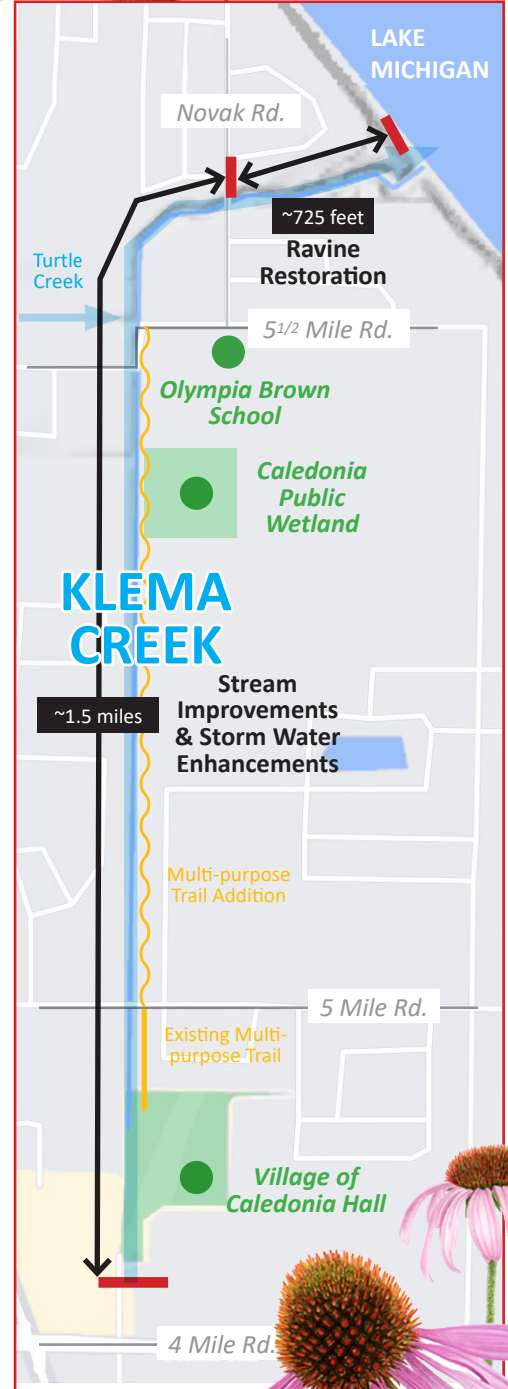 LAKE
MICHIGAN
Novak Rd.
~725 feet
Ravine
Restoration
Turtle
Creek
5 1/2 Mile Rd.
Olympia Brown
School
Caledonia
Public
Wetland
KLEMA
CREEK
Stream
Improvements
& Storm Water
Enhancements
~1.5 miles
Multi-purpose
Trail Addition
5 Mile Rd.
Existing Multi-
purpose Trail
Village of
Caledonia Hall
4 Mile Rd.